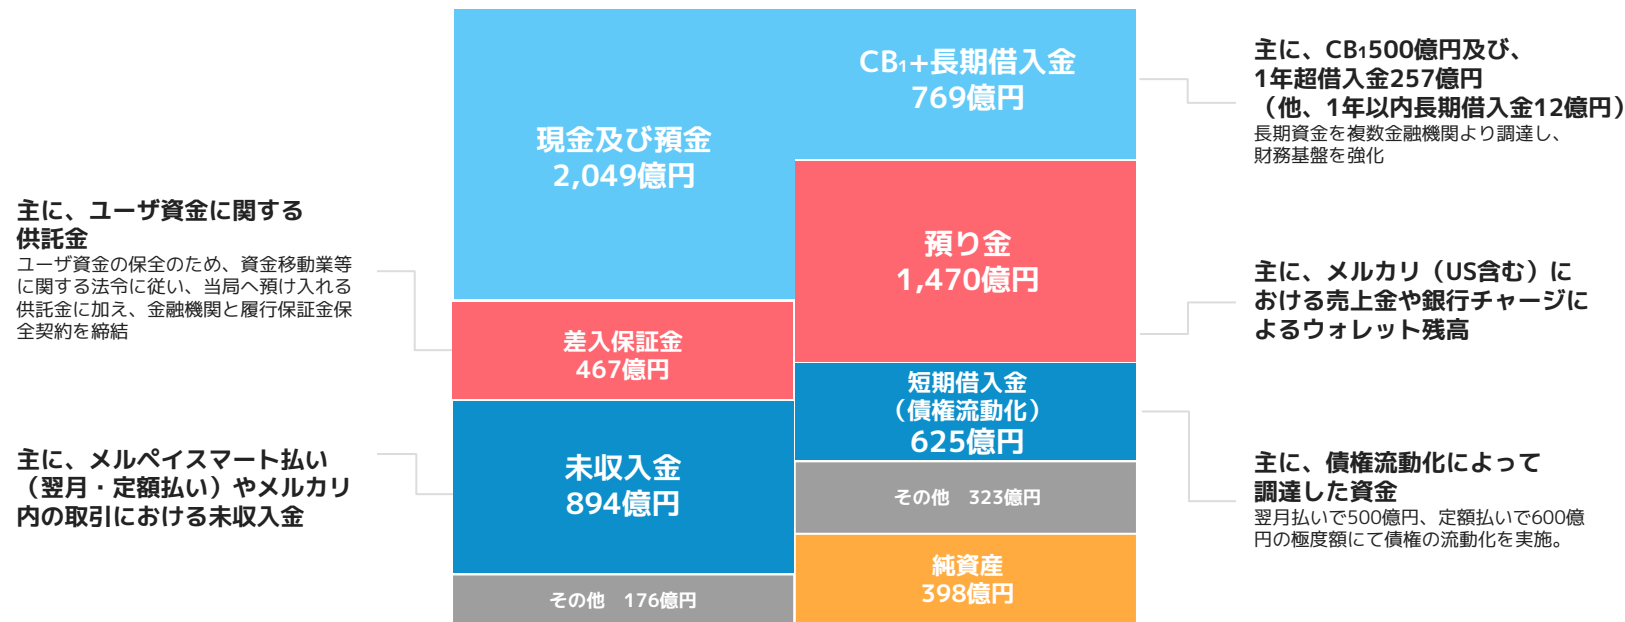 主に、ユーザ資金に関する
供託金
ユーザ資金の保全のため、資金移動業等
に関する法令に従い、当局へ預け入れる
供託金に加え、金融機関と履行保証金保
全契約を締結
主に、メルペイスマート払い
（翌月・定額払い）やメルカリ
内の取引における未収入金
現金及び預金
2,049億円
差入保証金
467億円
未収入金
894億円
その他　176億円
CB1+長期借入金
769億円
預り金
1,470億円
短期借入金
（債権流動化）
625億円
その他　323億円
純資産
398億円
主に、CB1500億円及び、
1年超借入金257億円
（他、1年以内長期借入金12億円）
長期資金を複数金融機関より調達し、
財務基盤を強化
主に、メルカリ（US含む）に
おける売上金や銀行チャージに
よるウォレット残高
主に、債権流動化によって
調達した資金
翌月払いで500億円、定額払いで600億
円の極度額にて債権の流動化を実施。